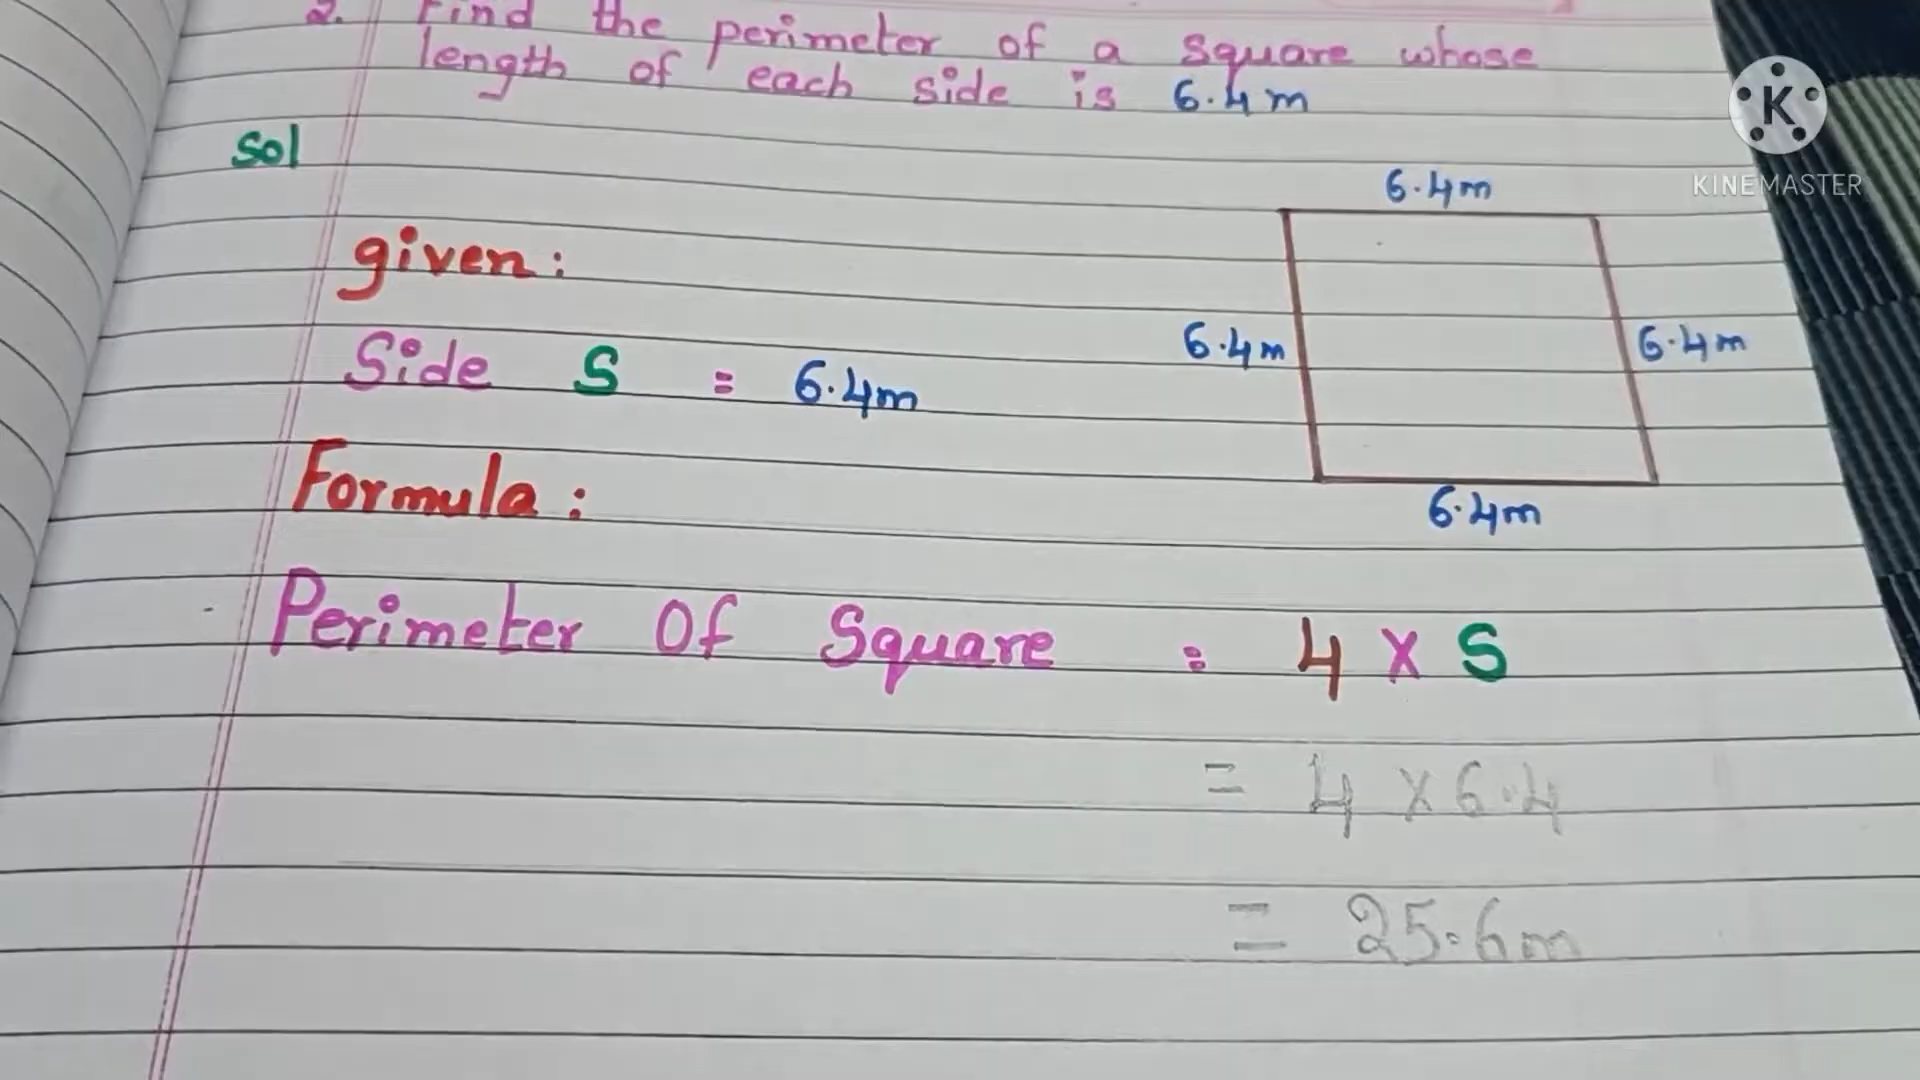 2. Find the perimeter of a square whose
length of each side is 6.4m
Sol
6.4m
given:
6.4m
6.4m
Side S = 6.4m
6.4m
Formula:
Perimeter Of Square = 4 x S
= 4 x 6.4
= 25.6m
K
KINEMASTER